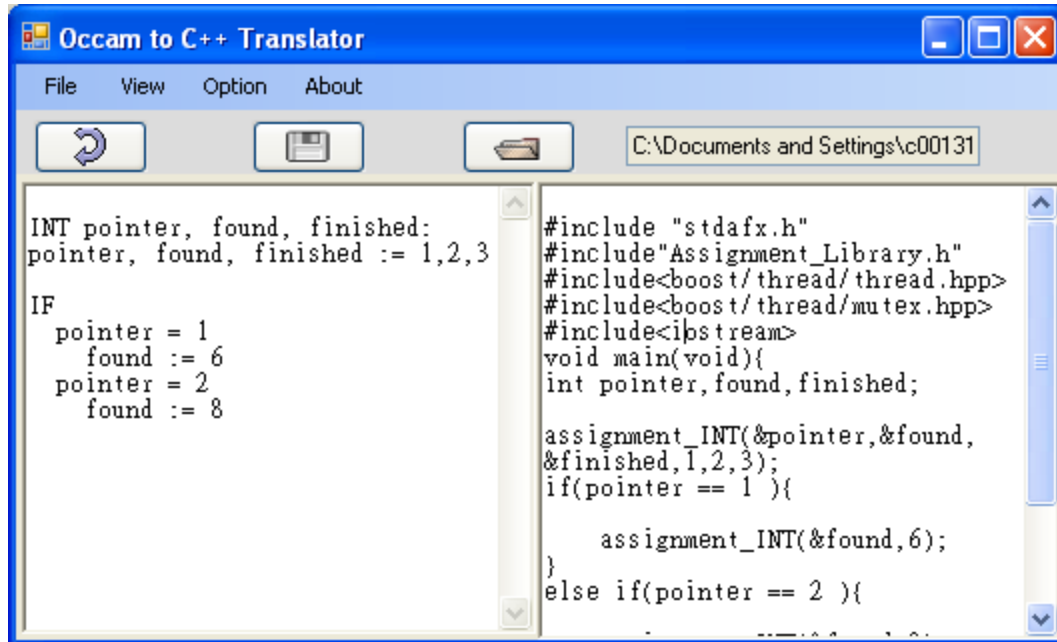 Occam to C++ Translator
File View Option About
C:\Documents and Settings\c00131
INT pointer, found, finished:
pointer, found, finished := 1,2,3
IF
pointer = 1
found := 6
pointer = 2
found := 8
#include "stdafx.h"
#include"Assignment_Library.h"
#include<boost/thread/thread.hpp>
#include<boost/thread/mutex.hpp>
#include<iostream>
void main(void){
int pointer,found,finished;
assignment_INT(&pointer,&found,
&finished,1,2,3);
if(pointer == 1 ){
assignment_INT(&found,6);
}
else if(pointer == 2 ){